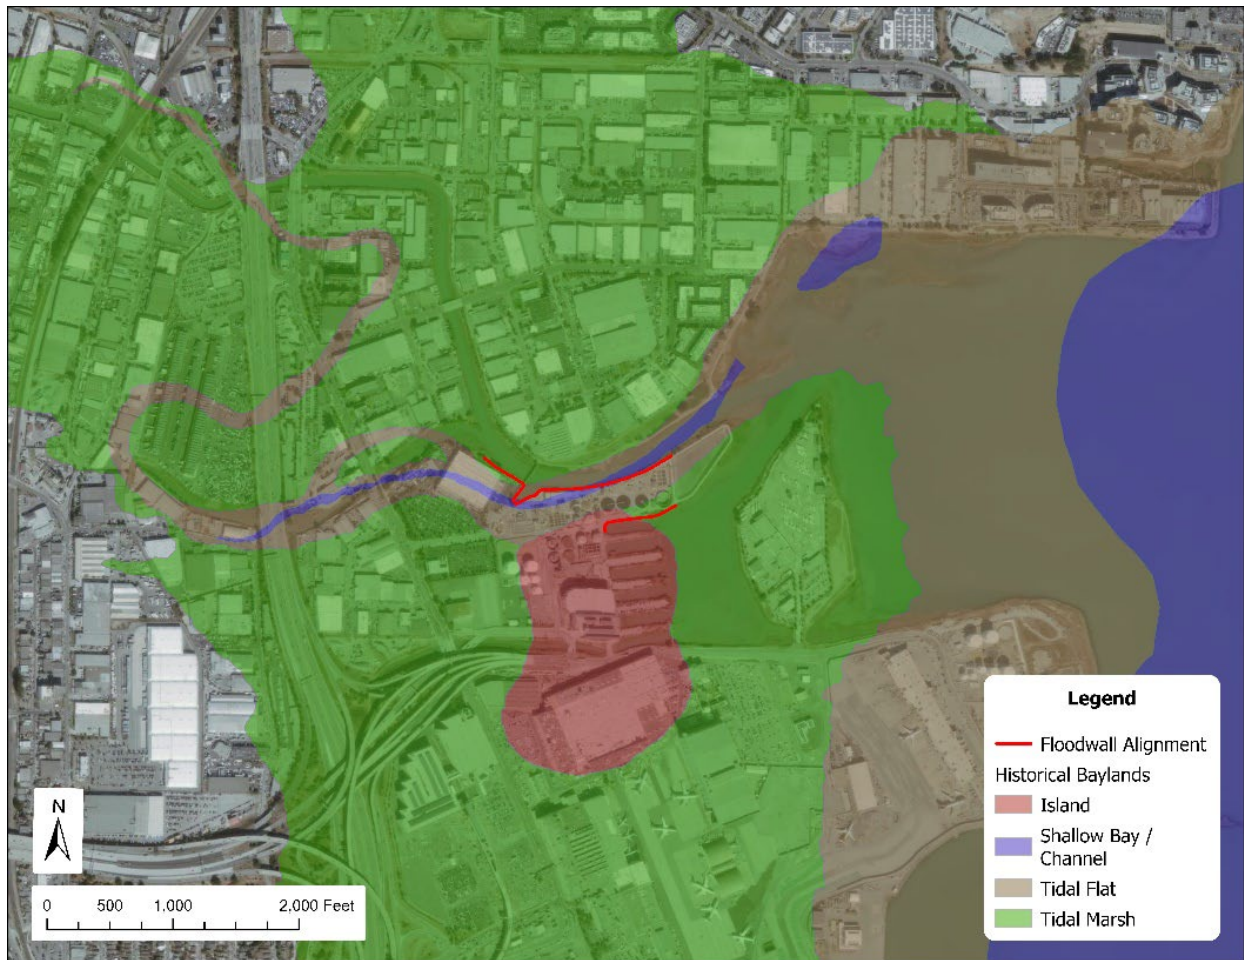 Legend
Floodwall Alignment
Historical Baylands
Island
Shallow Bay /
Channel
Tidal Flat
Tidal Marsh
N
0 500 1,000 2,000 Feet